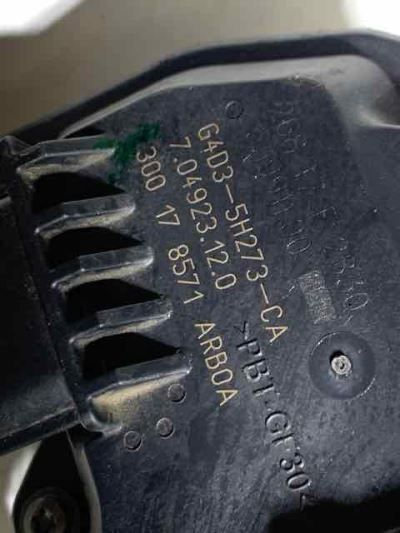 G4D3-5H273-CA
7.04923.12.0
300 17 8571 ARBOA
>PBT-GF30<